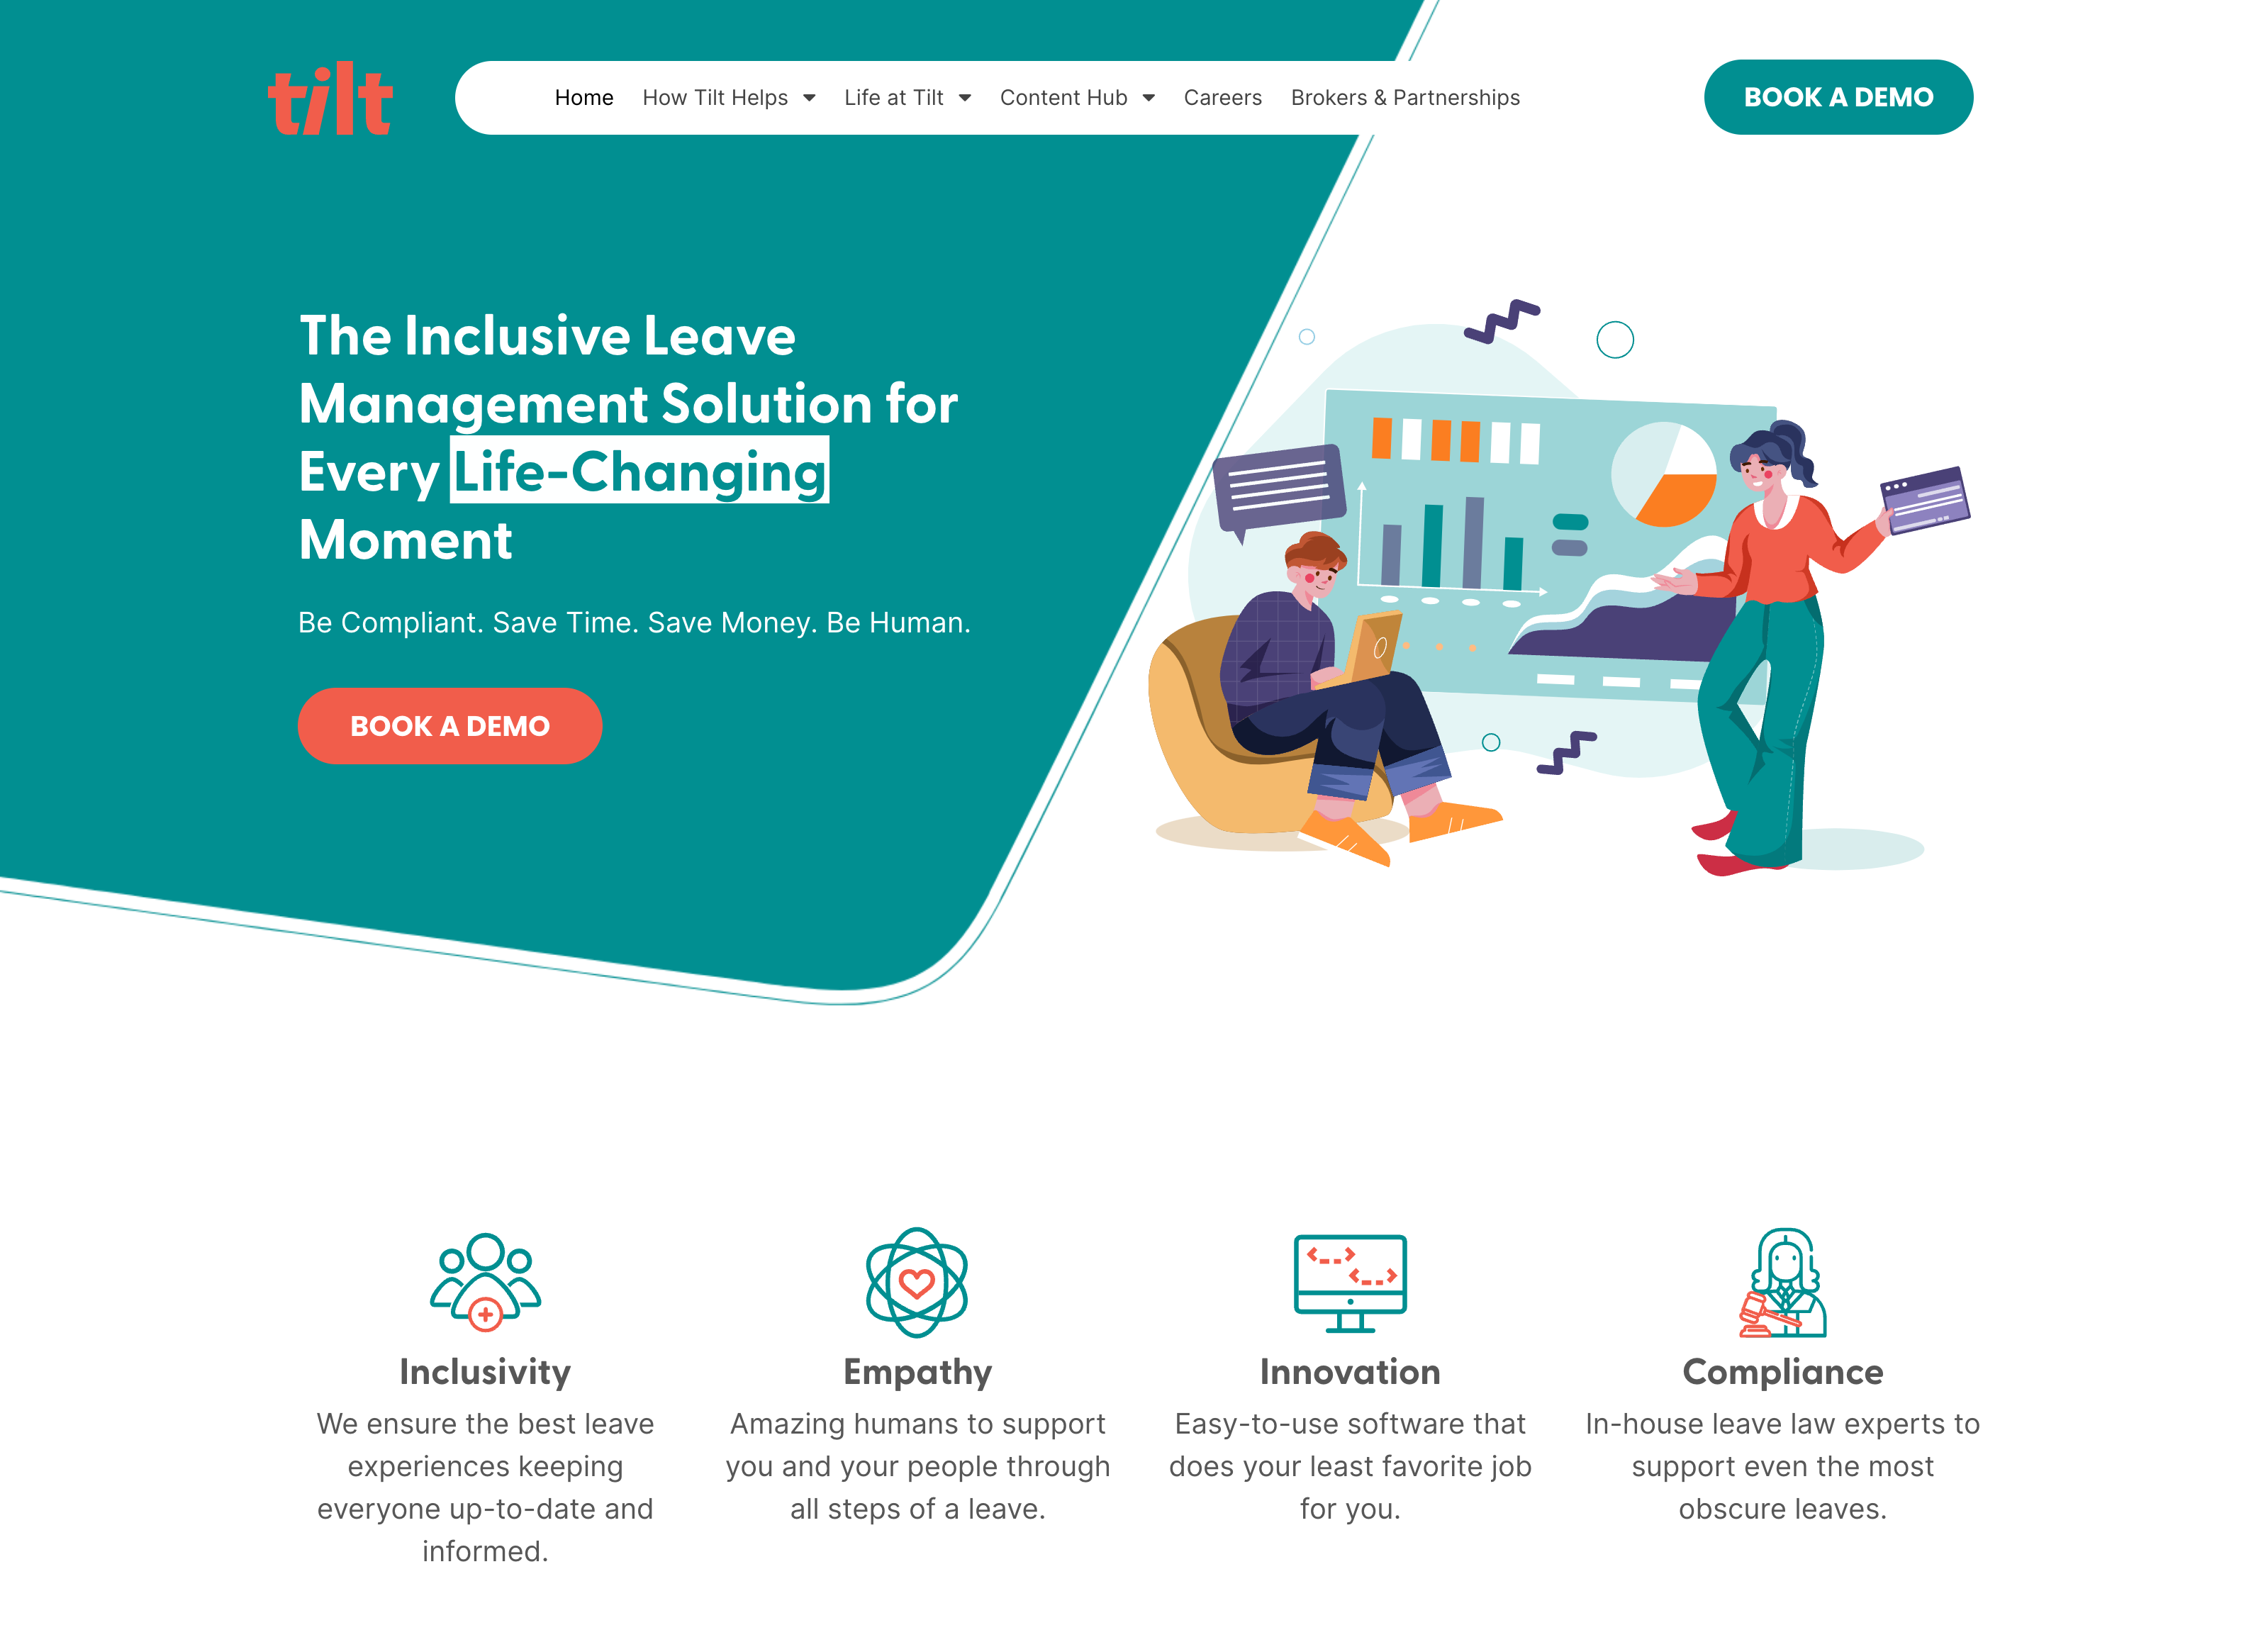 tilt
Home How Tilt Helps Life at Tilt Content Hub Careers Brokers & Partnerships
BOOK A DEMO
The Inclusive Leave
Management Solution for
Every Life-Changing
Moment
Be Compliant. Save Time. Save Money. Be Human.
BOOK A DEMO
Inclusivity
We ensure the best leave
experiences keeping
everyone up-to-date and
informed.
Empathy
Amazing humans to support
you and your people through
all steps of a leave.
Innovation
Easy-to-use software that
does your least favorite job
for you.
Compliance
In-house leave law experts to
support even the most
obscure leaves.